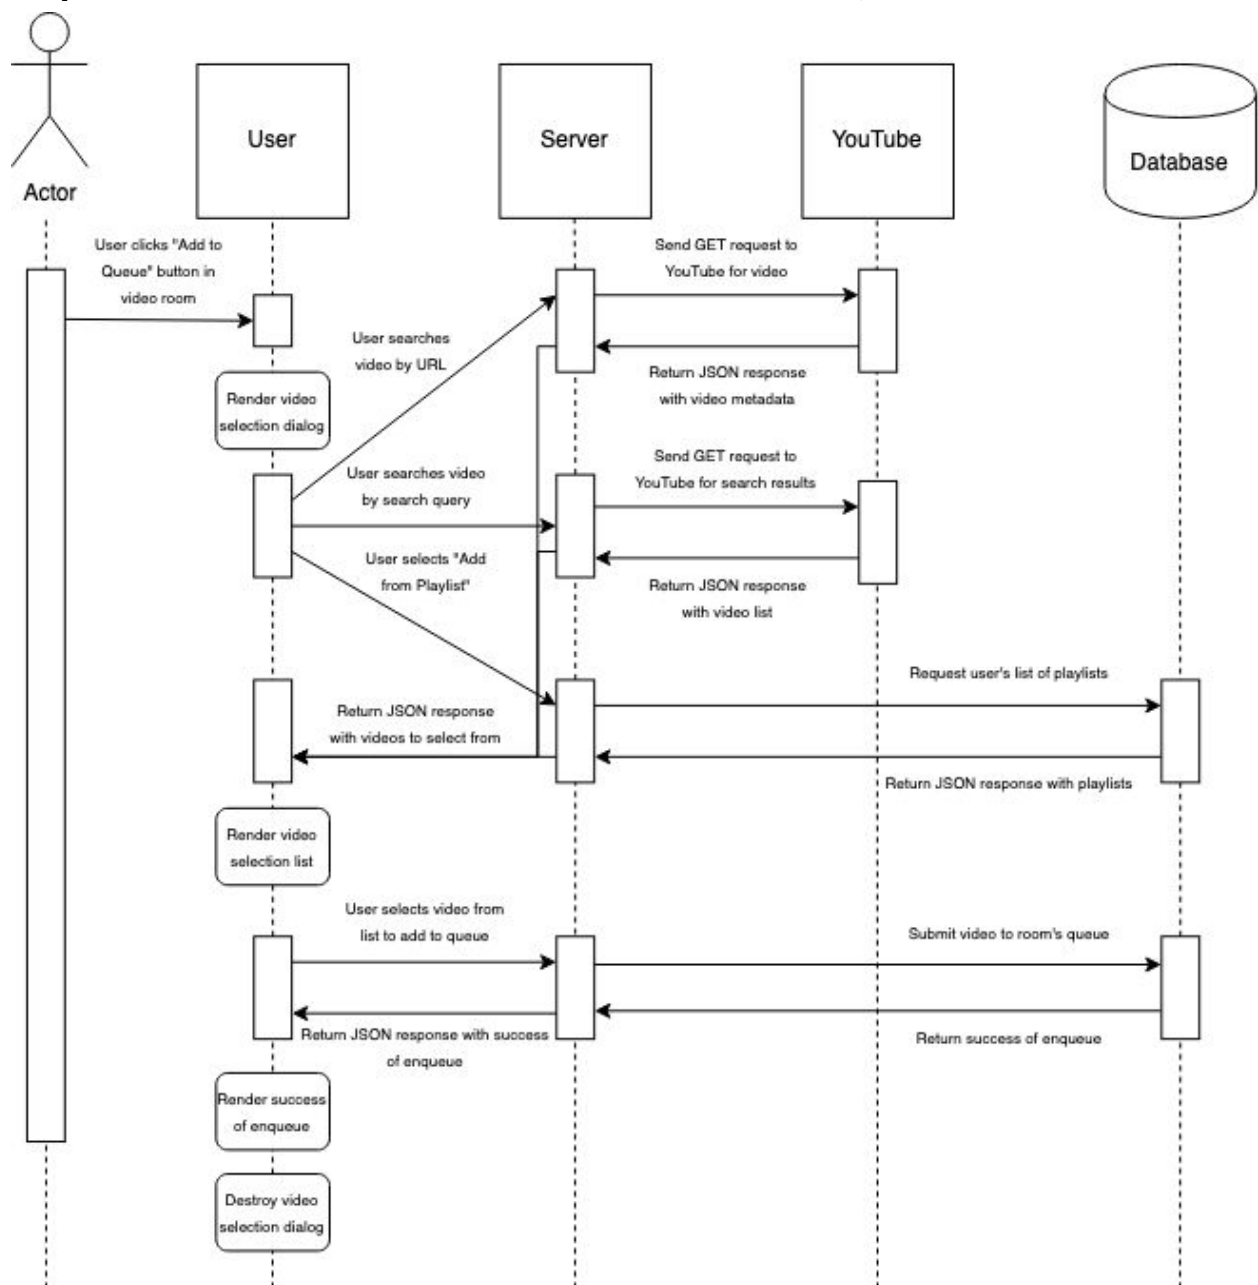 User
Server
YouTube
Database
Actor
User clicks "Add to
Queue" button in
video room
Send GET request to
YouTube for video
User searches
video by URL
Return JSON response
with video metadata
Render video
selection dialog
User searches video
by search query
Send GET request to
YouTube for search results
User selects "Add
from Playlist"
Return JSON response
with video list
Request user's list of playlists
Return JSON response
with videos to select from
Return JSON response with playlists
Render video
selection list
User selects video from
list to add to queue
Submit video to room's queue
Return JSON response with success
of enqueue
Return success of enqueue
Render success
of enqueue
Destroy video
selection dialog